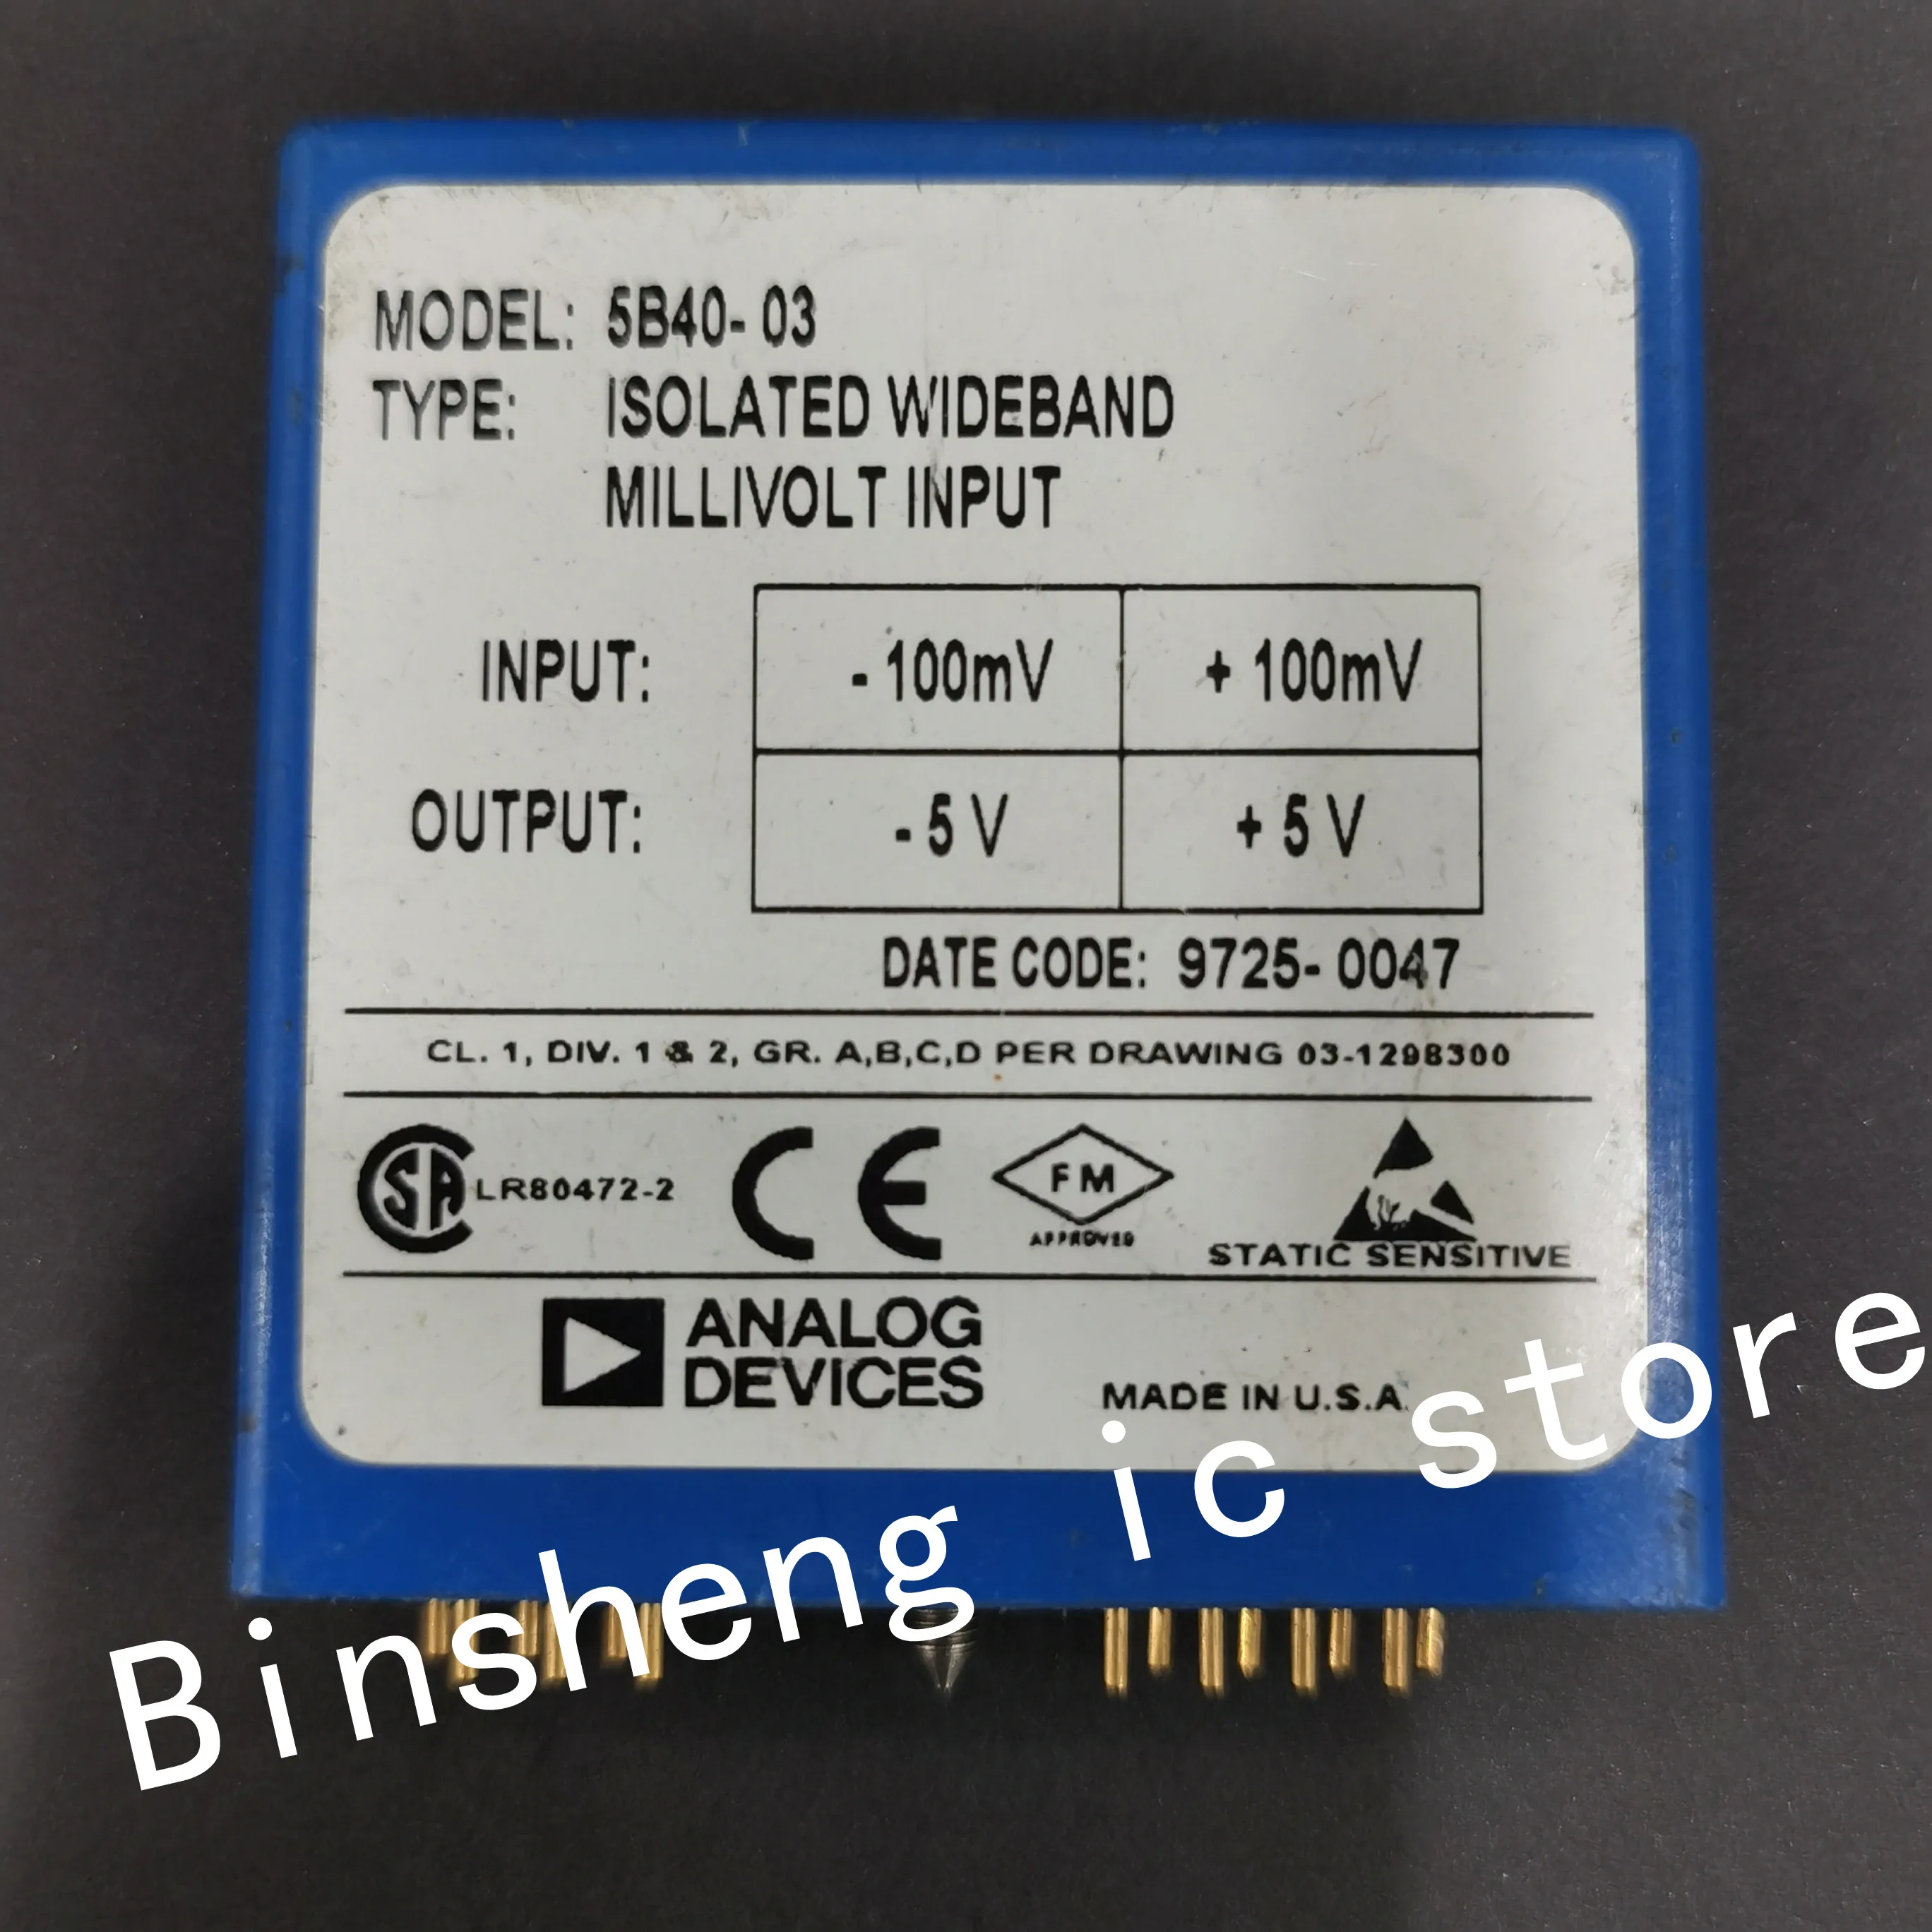 MODEL: 5B40-03
TYPE: ISOLATED WIDEBAND
MILLIVOLT INPUT
INPUT: -100mV +100mV
OUTPUT: -5 V +5 V
DATE CODE: 9725-0047
CL. 1, DIV. 1 & 2, GR. A,B,C,D PER DRAWING 03-1298300
CSA LR80472-2 CE FM
APPROVED
STATIC SENSITIVE
ANALOG
DEVICES
MADE IN U.S.A.
Binsheng ic store